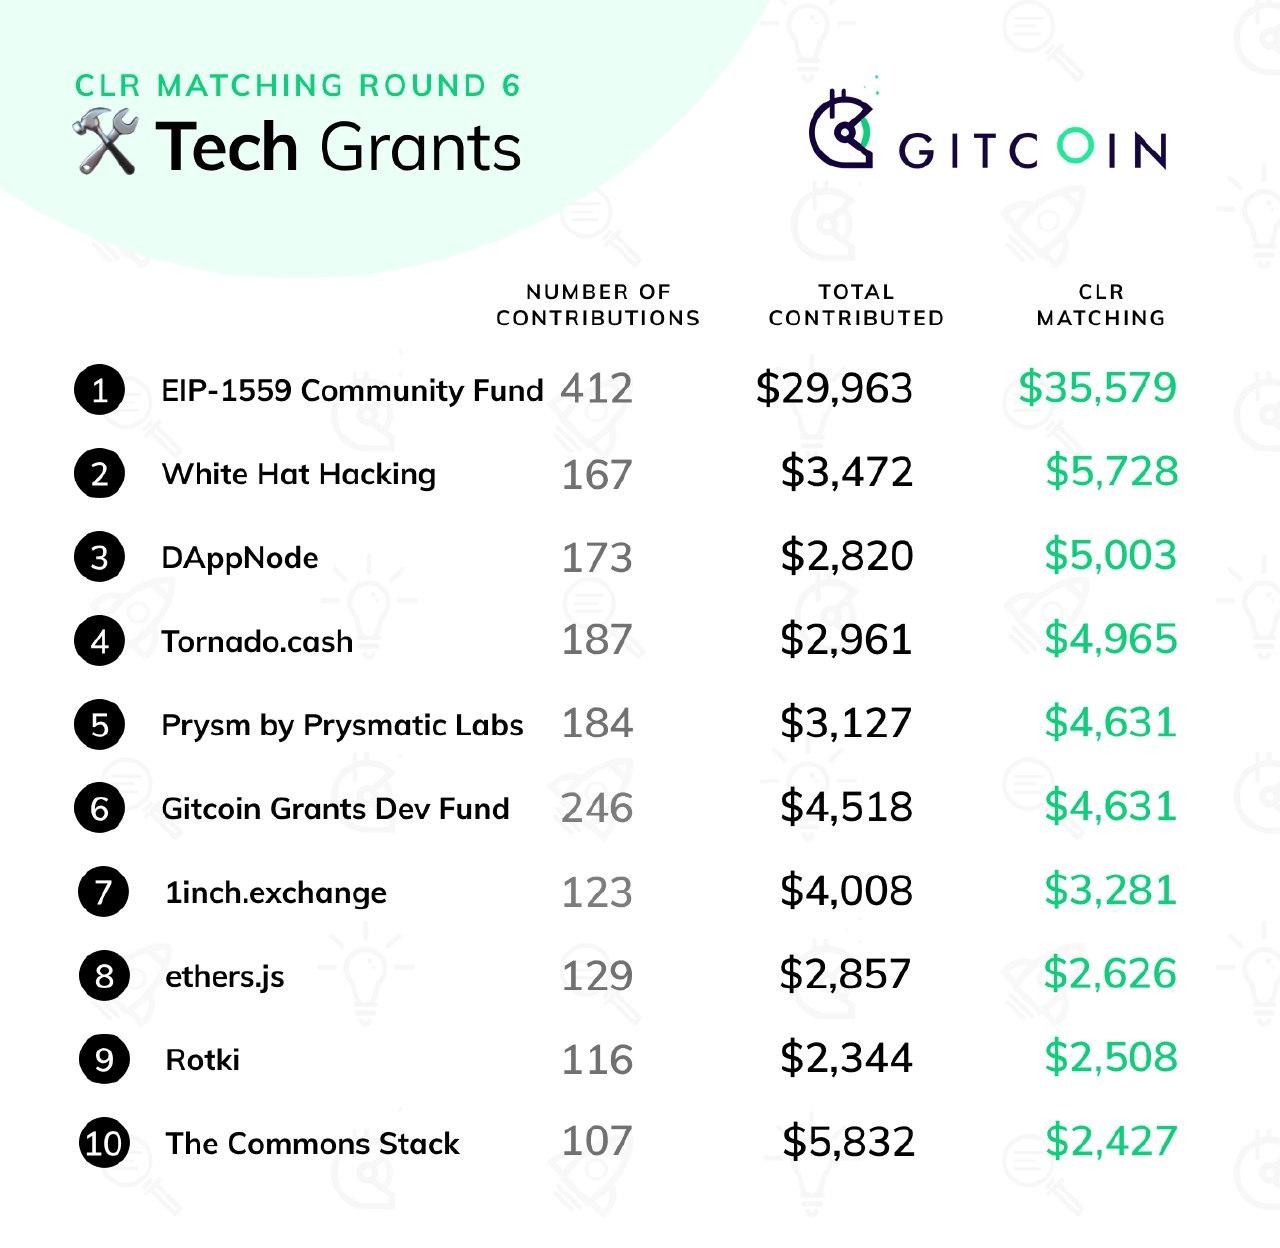 CLR MATCHING ROUND 6
Tech Grants
GITCOIN
NUMBER OF CONTRIBUTIONS
TOTAL CONTRIBUTED
CLR MATCHING
1 EIP-1559 Community Fund 412 $29,963 $35,579
2 White Hat Hacking 167 $3,472 $5,728
3 DAppNode 173 $2,820 $5,003
4 Tornado.cash 187 $2,961 $4,965
5 Prysm by Prysmatic Labs 184 $3,127 $4,631
6 Gitcoin Grants Dev Fund 246 $4,518 $4,631
7 1inch.exchange 123 $4,008 $3,281
8 ethers.js 129 $2,857 $2,626
9 Rotki 116 $2,344 $2,508
10 The Commons Stack 107 $5,832 $2,427